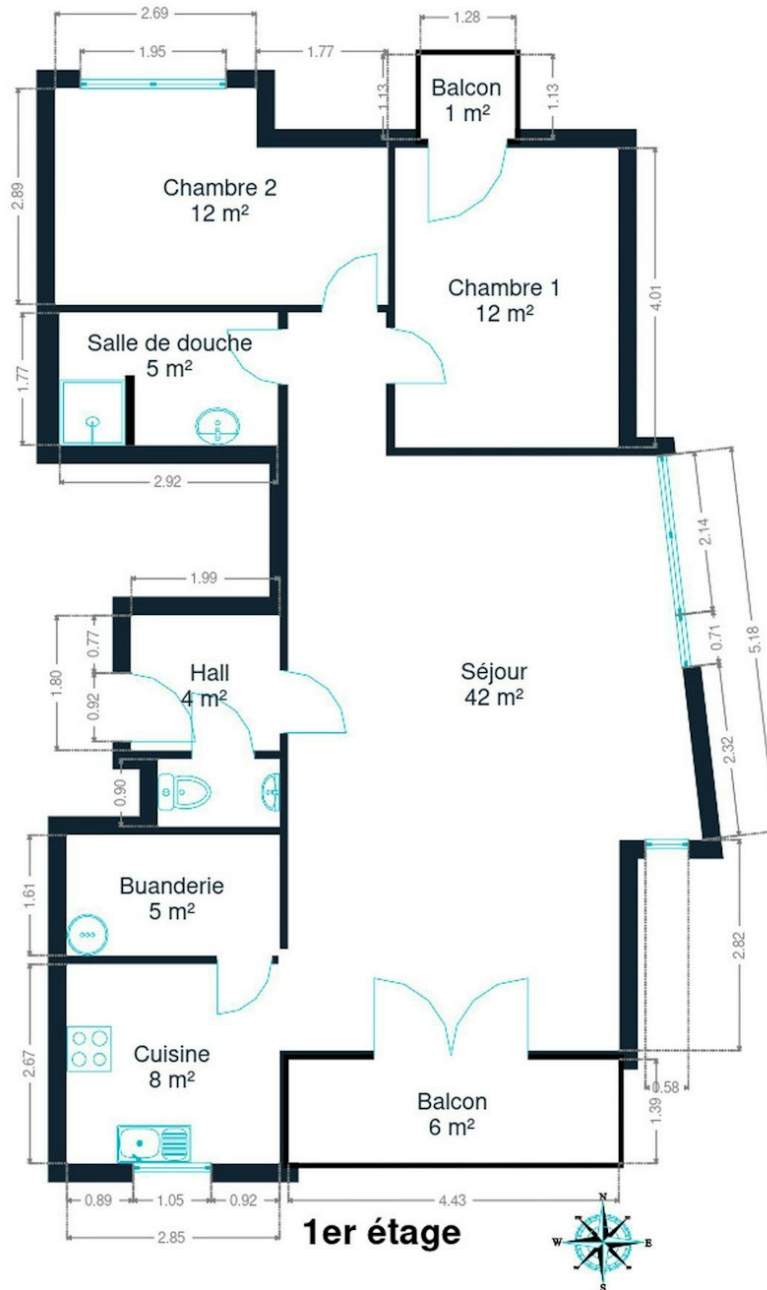 2.69
1.28
1.95
1.77
Balcon
1 m²
1.13
1.13
Chambre 2
12 m²
2.89
Chambre 1
12 m²
4.01
Salle de douche
5 m²
1.77
2.92
2.14
1.99
0.77
0.71
5.18
Hall
4 m²
1.80
Séjour
42 m²
0.92
2.32
0.90
Buanderie
5 m²
1.61
2.82
Cuisine
8 m²
2.67
0.58
Balcon
6 m²
1.39
0.89
1.05
0.92
4.43
2.85
1er étage
N
W
E
S